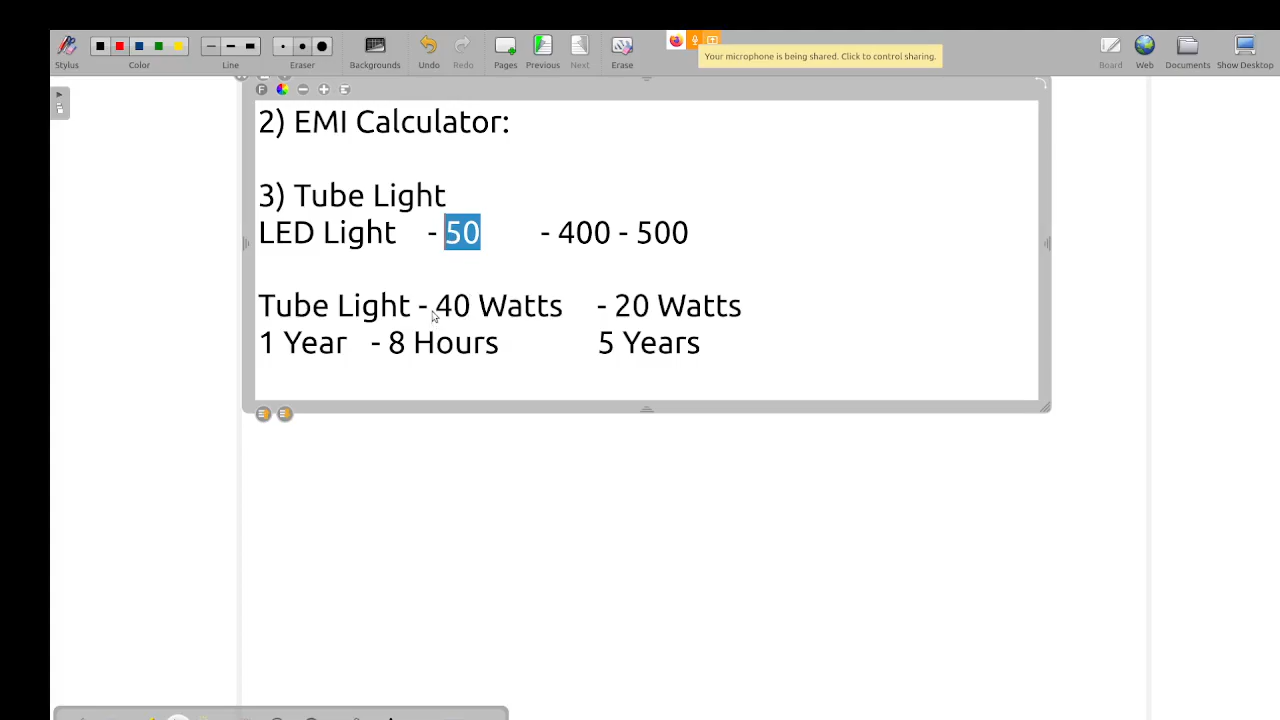 Stylus
Color
Line
Eraser
Backgrounds
Undo
Redo
Pages
Previous
Next
Erase
Your microphone is being shared. Click to control sharing.
Board
Web
Documents
Show Desktop
F
2) EMI Calculator:
3) Tube Light
LED Light - 50 - 400 - 500
Tube Light - 40 Watts - 20 Watts
1 Year - 8 Hours 5 Years